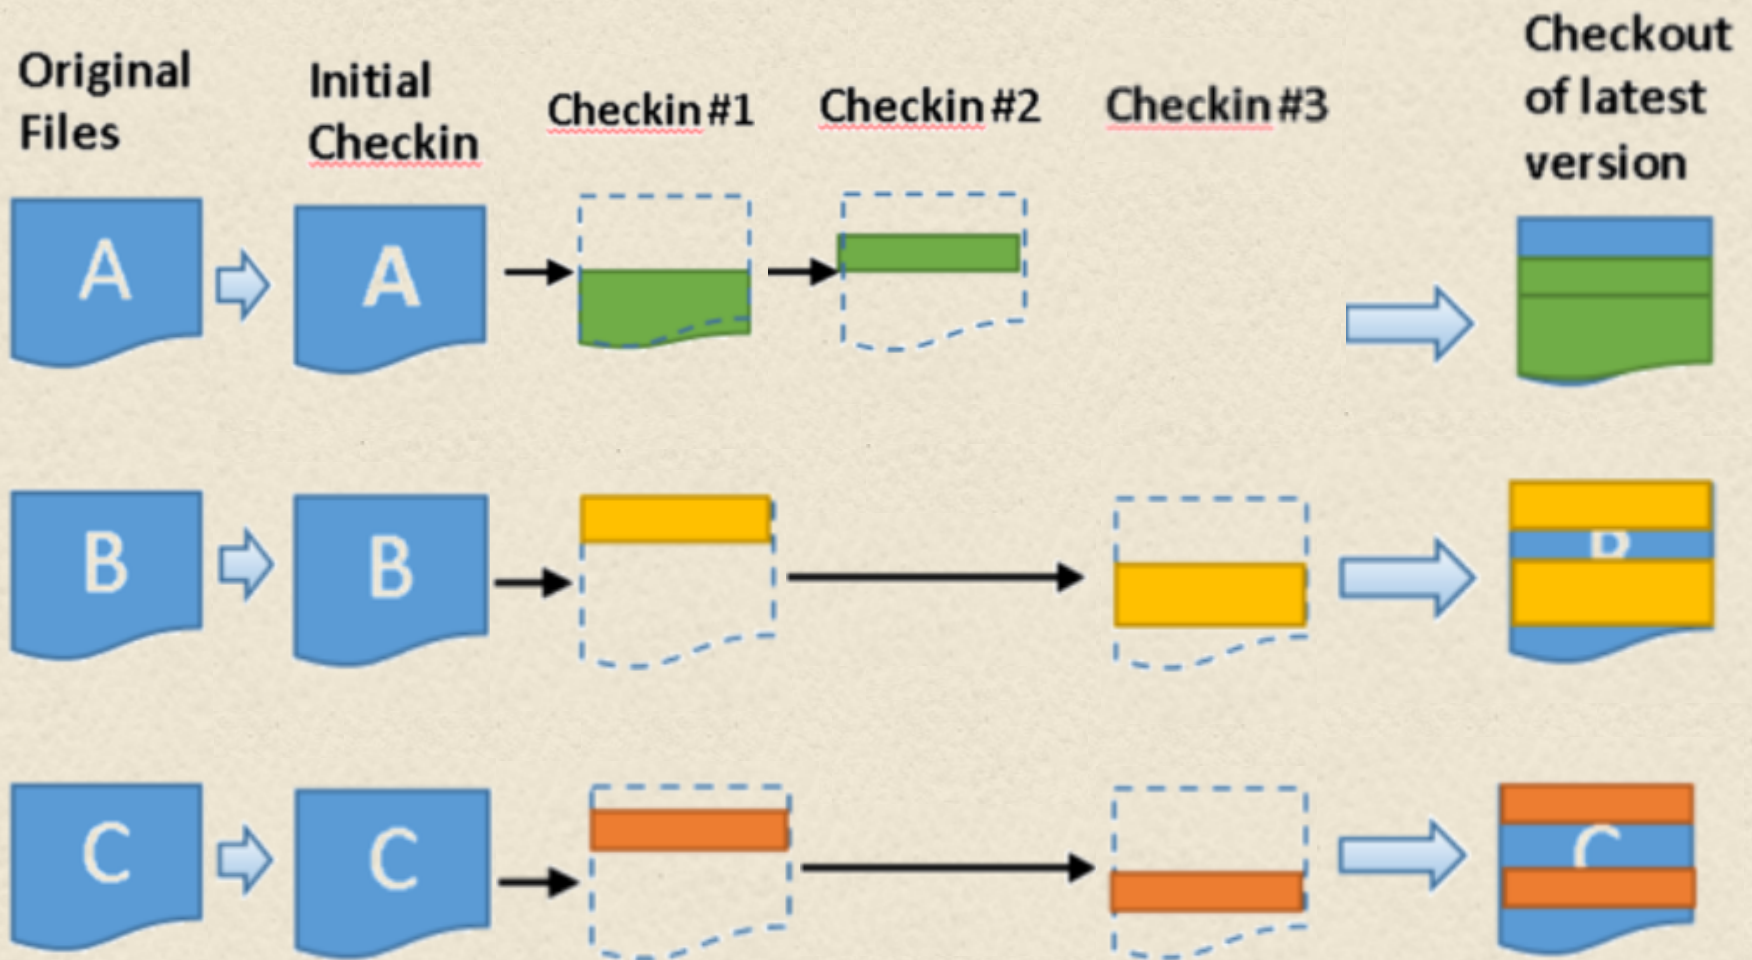 Original
Files
Initial
Checkin
Checkin #1
Checkin #2
Checkin #3
Checkout
of latest
version
A
A
B
B
B
C
C
C